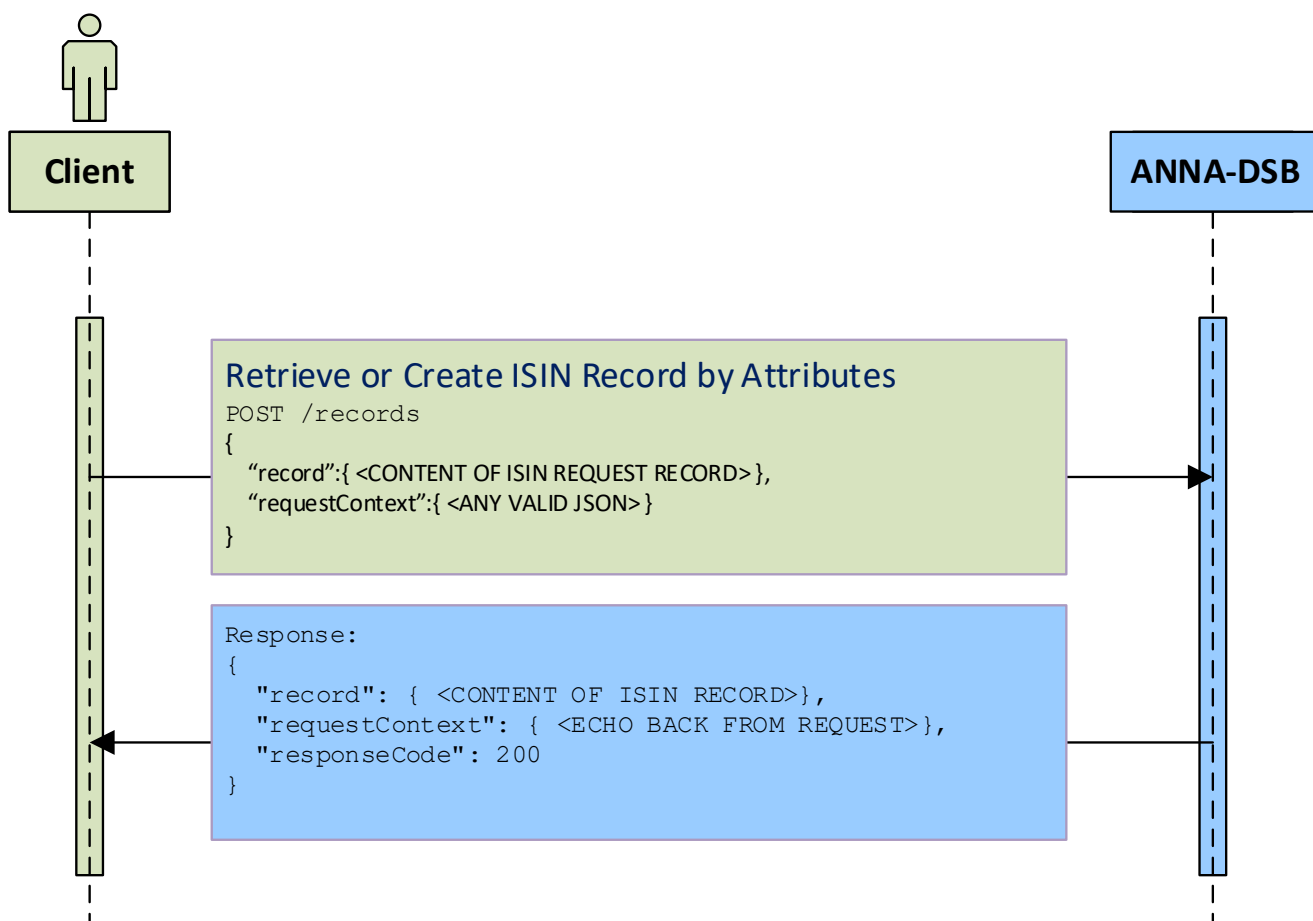 Client
ANNA-DSB
Retrieve or Create ISIN Record by Attributes
POST /records
{
“record”:{ <CONTENT OF ISIN REQUEST RECORD> },
“requestContext”:{ <ANY VALID JSON> }
}
Response:
{
"record": { <CONTENT OF ISIN RECORD>},
"requestContext": { <ECHO BACK FROM REQUEST>},
"responseCode": 200
}